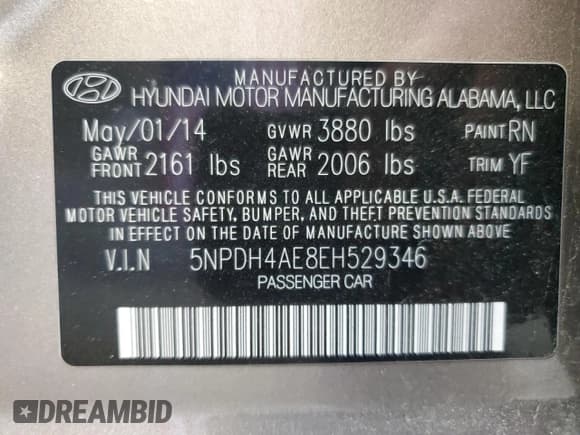 MANUFACTURED BY
HYUNDAI MOTOR MANUFACTURING ALABAMA, LLC
May/01/14 GVWR 3880 lbs PAINT RN
GAWR FRONT 2161 lbs GAWR REAR 2006 lbs TRIM YF
THIS VEHICLE CONFORMS TO ALL APPLICABLE U.S.A. FEDERAL
MOTOR VEHICLE SAFETY, BUMPER, AND THEFT PREVENTION STANDARDS
IN EFFECT ON THE DATE OF MANUFACTURE SHOWN ABOVE.
V.I.N 5NPDH4AE8EH529346
PASSENGER CAR
DREAMBID